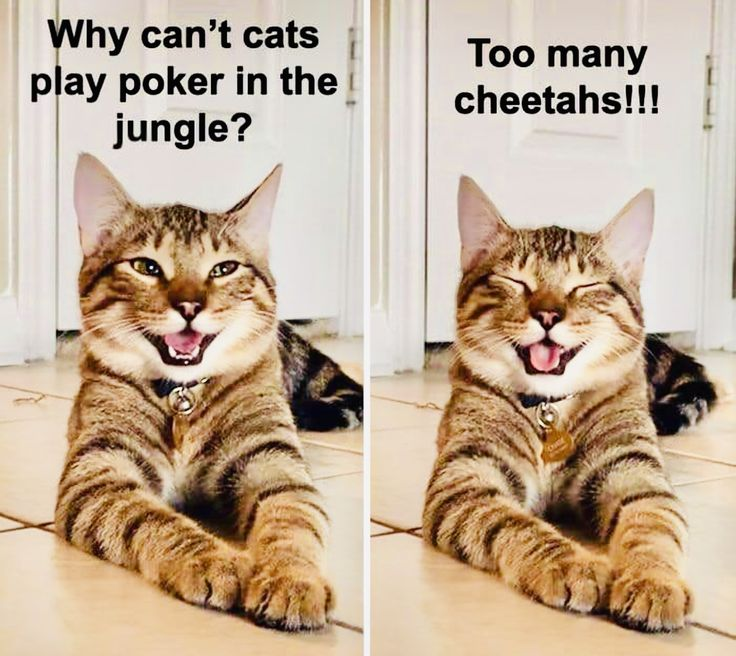 Why can’t cats
play poker in the
jungle?
Too many
cheetahs!!!